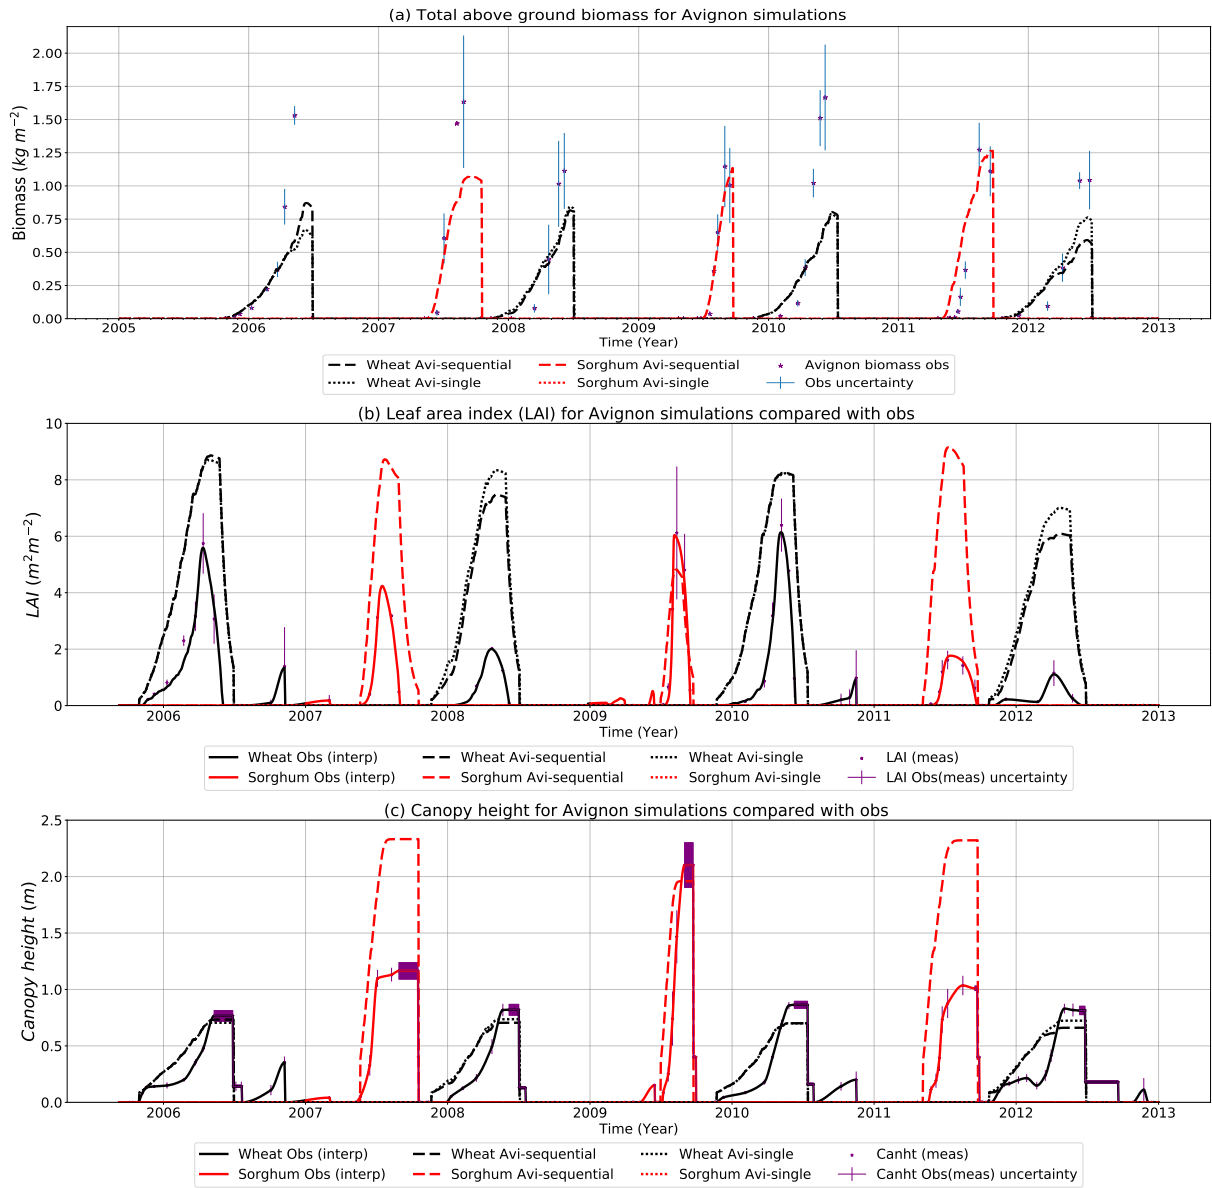 (a) Total above ground biomass for Avignon simulations
Biomass (kg m−2)
2.00
1.75
1.50
1.25
1.00
0.75
0.50
0.25
0.00
2005 2006 2007 2008 2009 2010 2011 2012 2013
Time (Year)
Wheat Avi-sequential Sorghum Avi-sequential Avignon biomass obs
Wheat Avi-single Sorghum Avi-single Obs uncertainty
(b) Leaf area index (LAI) for Avignon simulations compared with obs
LAI (m2m−2)
10
8
6
4
2
0
2006 2007 2008 2009 2010 2011 2012 2013
Time (Year)
Wheat Obs (interp) Wheat Avi-sequential Wheat Avi-single LAI (meas)
Sorghum Obs (interp) Sorghum Avi-sequential Sorghum Avi-single LAI Obs(meas) uncertainty
(c) Canopy height for Avignon simulations compared with obs
Canopy height (m)
2.5
2.0
1.5
1.0
0.5
0.0
2006 2007 2008 2009 2010 2011 2012 2013
Time (Year)
Wheat Obs (interp) Wheat Avi-sequential Wheat Avi-single Canht (meas)
Sorghum Obs (interp) Sorghum Avi-sequential Sorghum Avi-single Canht Obs(meas) uncertainty